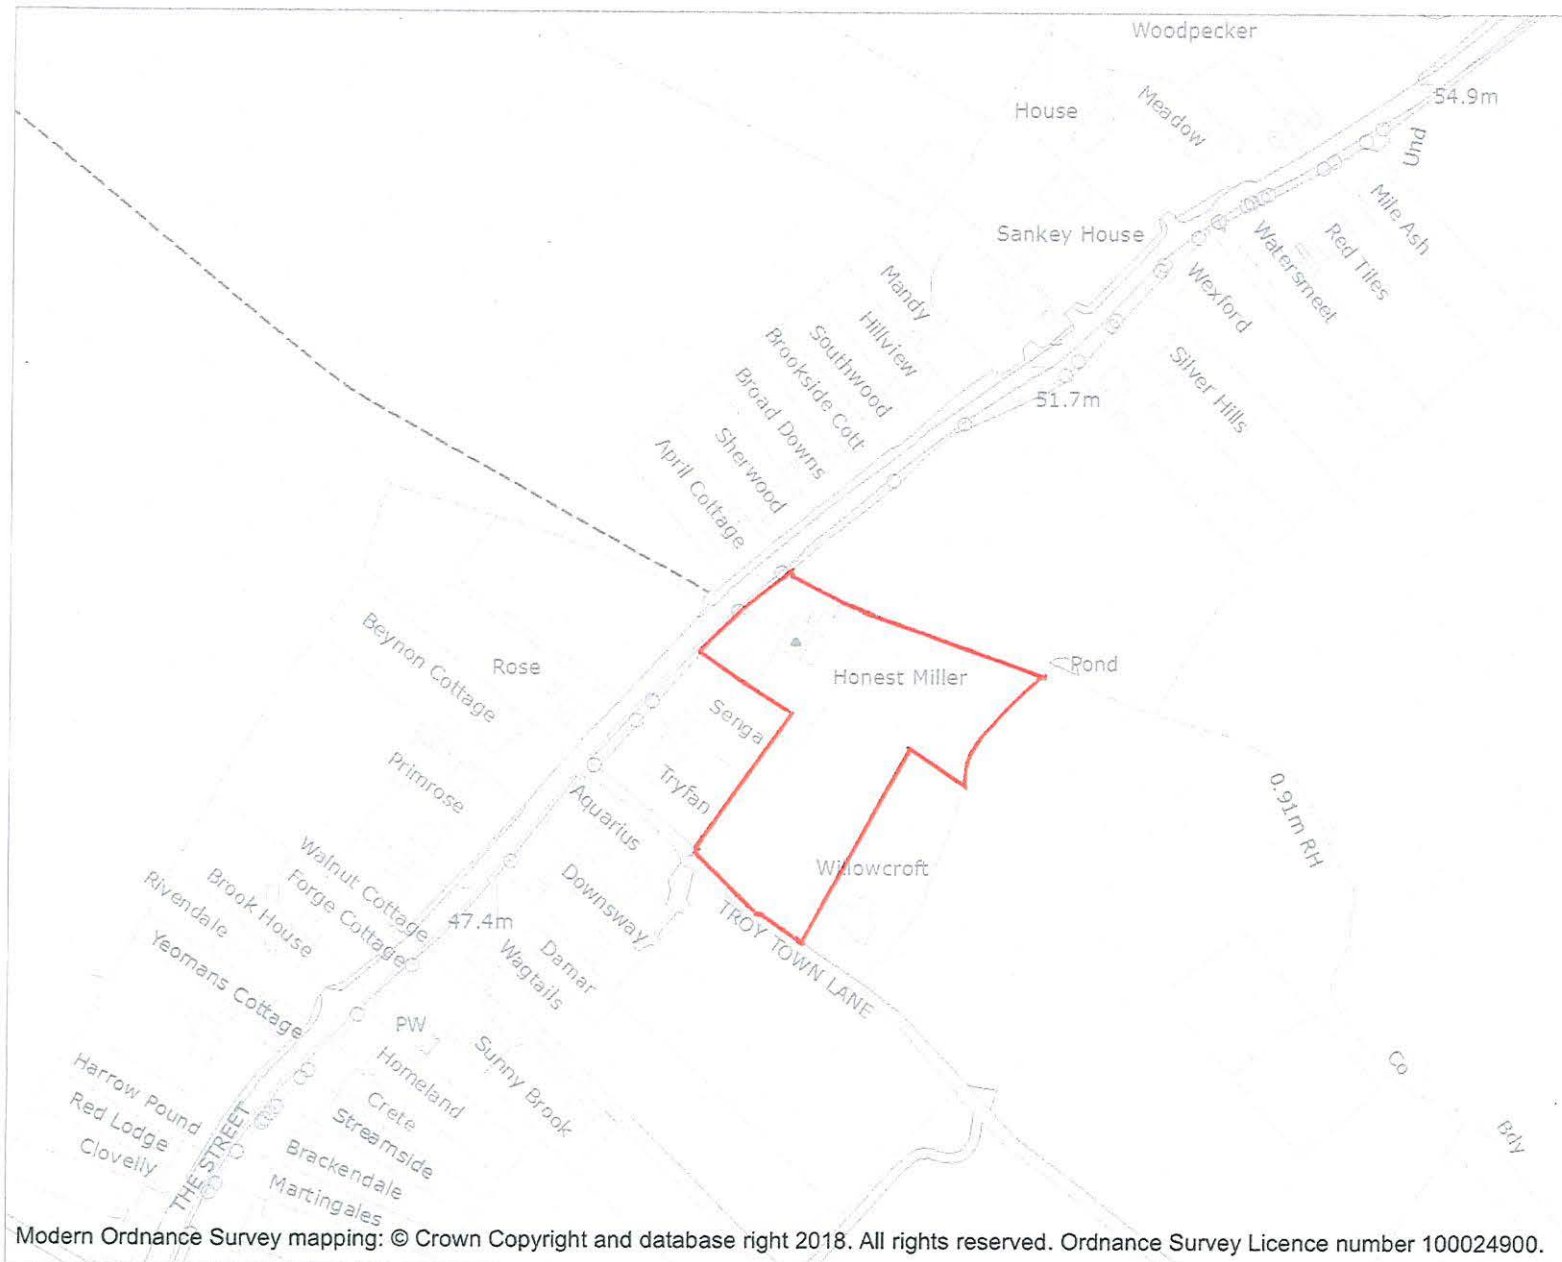 Woodpecker
54.9m
House
Meadow
Und
Mile Ash
Sankey House
Watersmeet
Red Tiles
Mandy
Wexford
Hillview
Southwood
Brookside Cott
Broad Downs
Silver Hills
51.7m
Sherwood
April Cottage
Beynon Cottage
Rose
Honest Miller
Pond
Senga
Primrose
Tryfan
Aquarius
0.91m RH
Walnut Cottage
Forge Cottage
Brook House
Rivendale
47.4m
Downsway
Willowcroft
TROY TOWN LANE
Yeomans Cottage
Damar
Wagtails
PW
Homeland
Sunny Brook
Co
Harrow Pound
Red Lodge
Clovelly
THE STREET
Crete
Streamside
Brackendale
Martingales
Bdy
Modern Ordnance Survey mapping: © Crown Copyright and database right 2018. All rights reserved. Ordnance Survey Licence number 100024900.